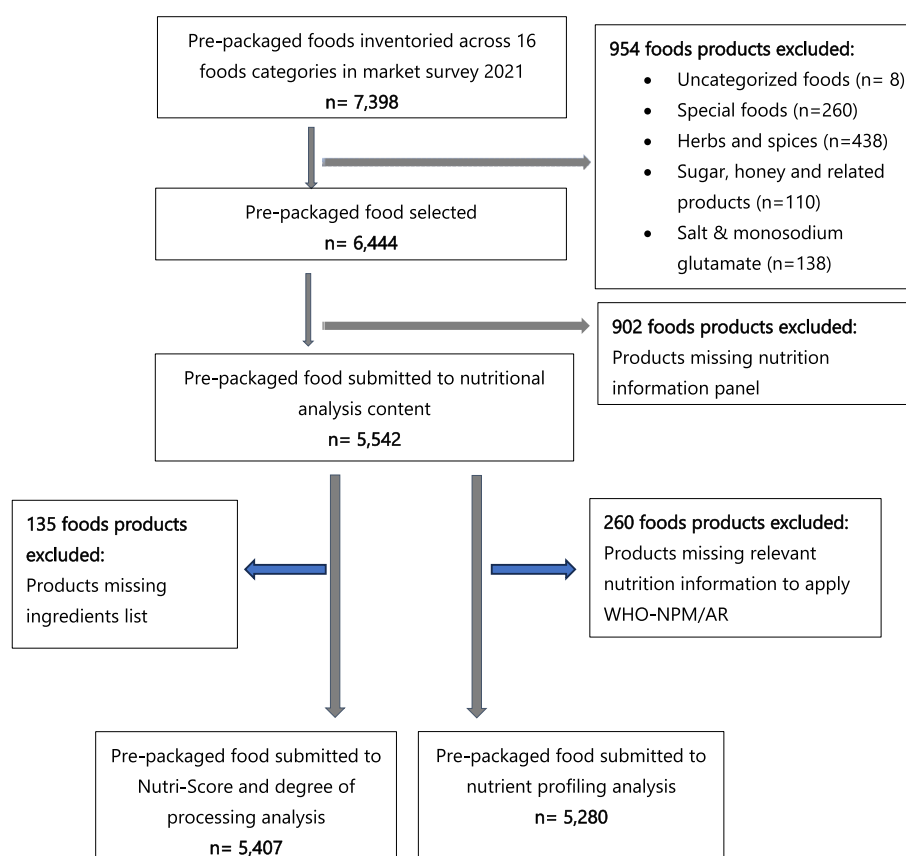 Pre-packaged foods inventoried across 16
foods categories in market survey 2021
n= 7,398
954 foods products excluded:
• Uncategorized foods (n= 8)
• Special foods (n=260)
• Herbs and spices (n=438)
• Sugar, honey and related
products (n=110)
• Salt & monosodium
glutamate (n=138)
Pre-packaged food selected
n= 6,444
902 foods products excluded:
Products missing nutrition
information panel
Pre-packaged food submitted to nutritional
analysis content
n= 5,542
135 foods products
excluded:
Products missing
ingredients list
260 foods products excluded:
Products missing relevant
nutrition information to apply
WHO-NPM/AR
Pre-packaged food submitted to
Nutri-Score and degree of
processing analysis
n= 5,407
Pre-packaged food submitted to
nutrient profiling analysis
n= 5,280